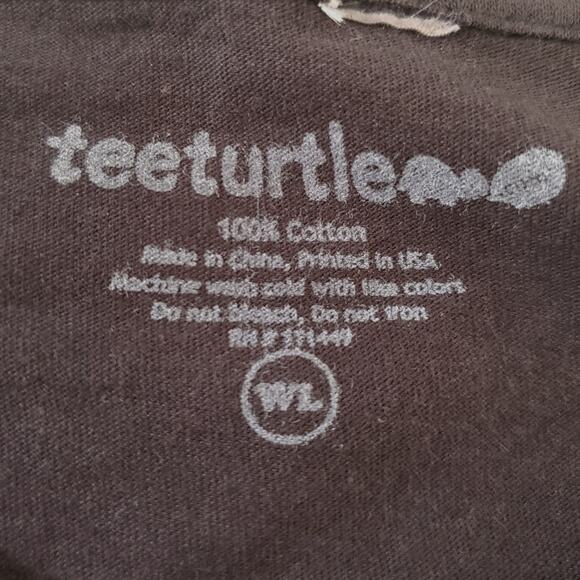 teeturtle
100% Cotton
Made in China, Printed in USA
Machine wash cold with like colors
Do not bleach, Do not iron
RN #
WL